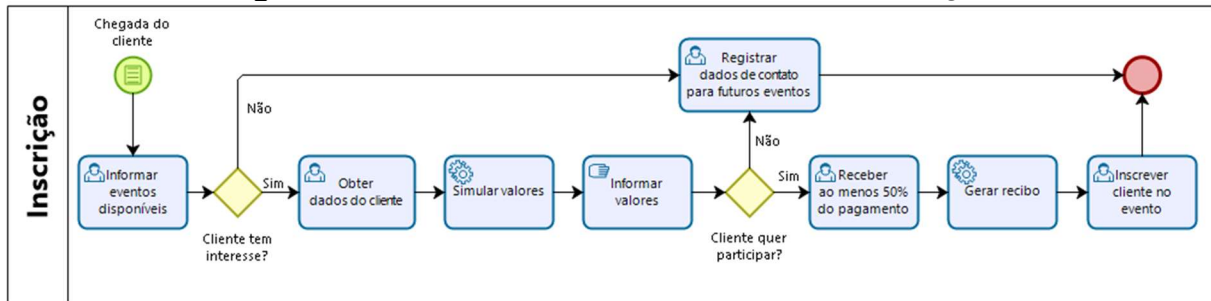 Inscrição
Chegada do
cliente
Informar
eventos
disponíveis
Não
Sim
Cliente tem
interesse?
Obter
dados do cliente
Simular valores
Informar
valores
Registrar
dados de contato
para futuros eventos
Não
Sim
Cliente quer
participar?
Receber
ao menos 50%
do pagamento
Gerar recibo
Inscrever
cliente no
evento